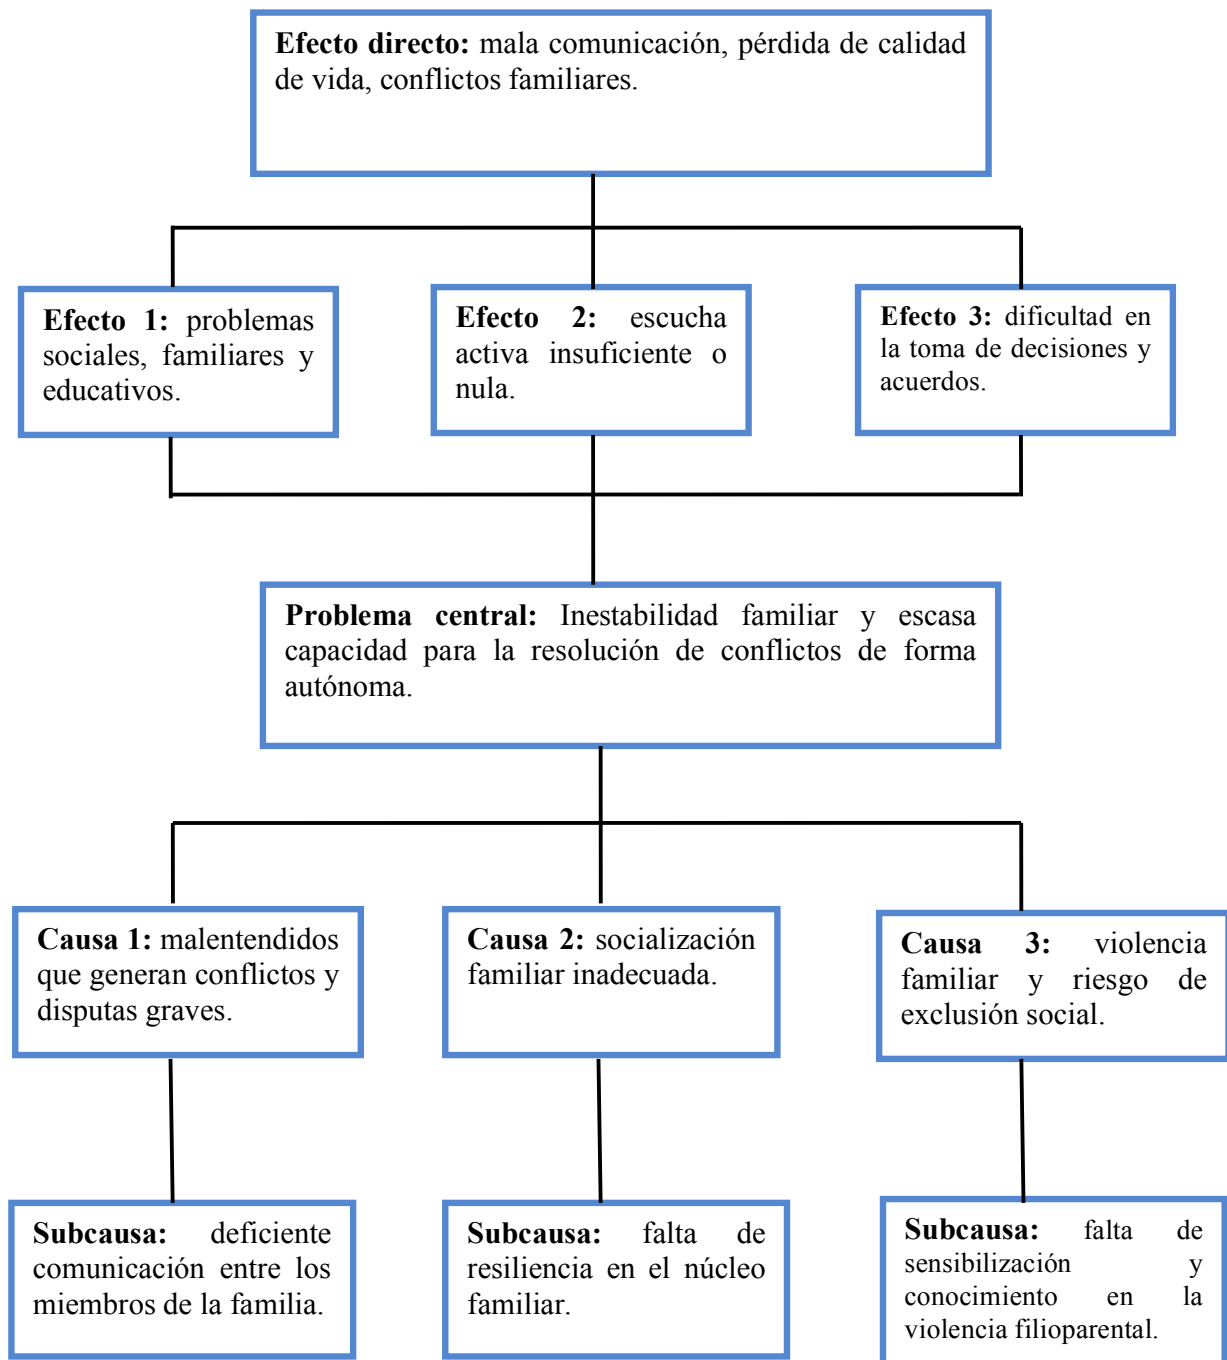 Efecto directo: mala comunicación, pérdida de calidad
de vida, conflictos familiares.
Efecto 1: problemas
sociales, familiares y
educativos.
Efecto 2: escucha
activa insuficiente o
nula.
Efecto 3: dificultad en
la toma de decisiones y
acuerdos.
Problema central: Inestabilidad familiar y escasa
capacidad para la resolución de conflictos de forma
autónoma.
Causa 1: malentendidos
que generan conflictos y
disputas graves.
Causa 2: socialización
familiar inadecuada.
Causa 3: violencia
familiar y riesgo de
exclusión social.
Subcausa: deficiente
comunicación entre los
miembros de la familia.
Subcausa: falta de
resiliencia en el núcleo
familiar.
Subcausa: falta de
sensibilización y
conocimiento en la
violencia filioparental.